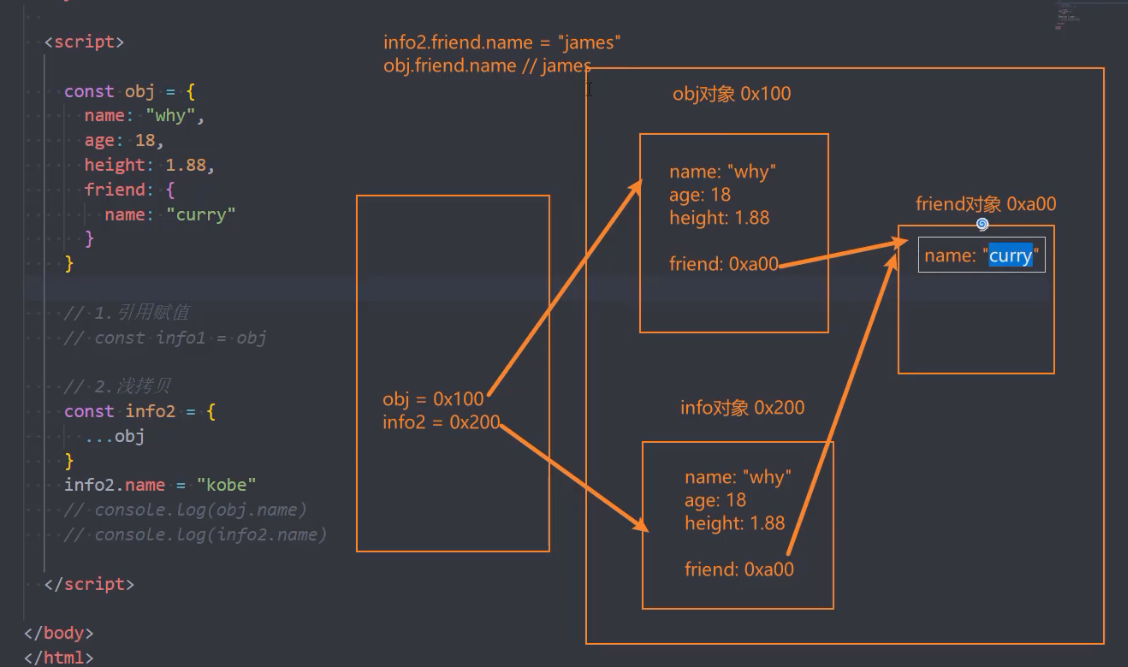 <script>
const obj = {
name: "why",
age: 18,
height: 1.88,
friend: {
name: "curry"
}
}
// 1.引用赋值
// const info1 = obj
// 2.浅拷贝
const info2 = {
...obj
}
info2.name = "kobe"
// console.log(obj.name)
// console.log(info2.name)
</script>
</body>
</html>
info2.friend.name = "james"
obj.friend.name // james
obj = 0x100
info2 = 0x200
obj对象 0x100
name: "why"
age: 18
height: 1.88
friend: 0xa00
friend对象 0xa00
name: "curry"
info对象 0x200
name: "why"
age: 18
height: 1.88
friend: 0xa00